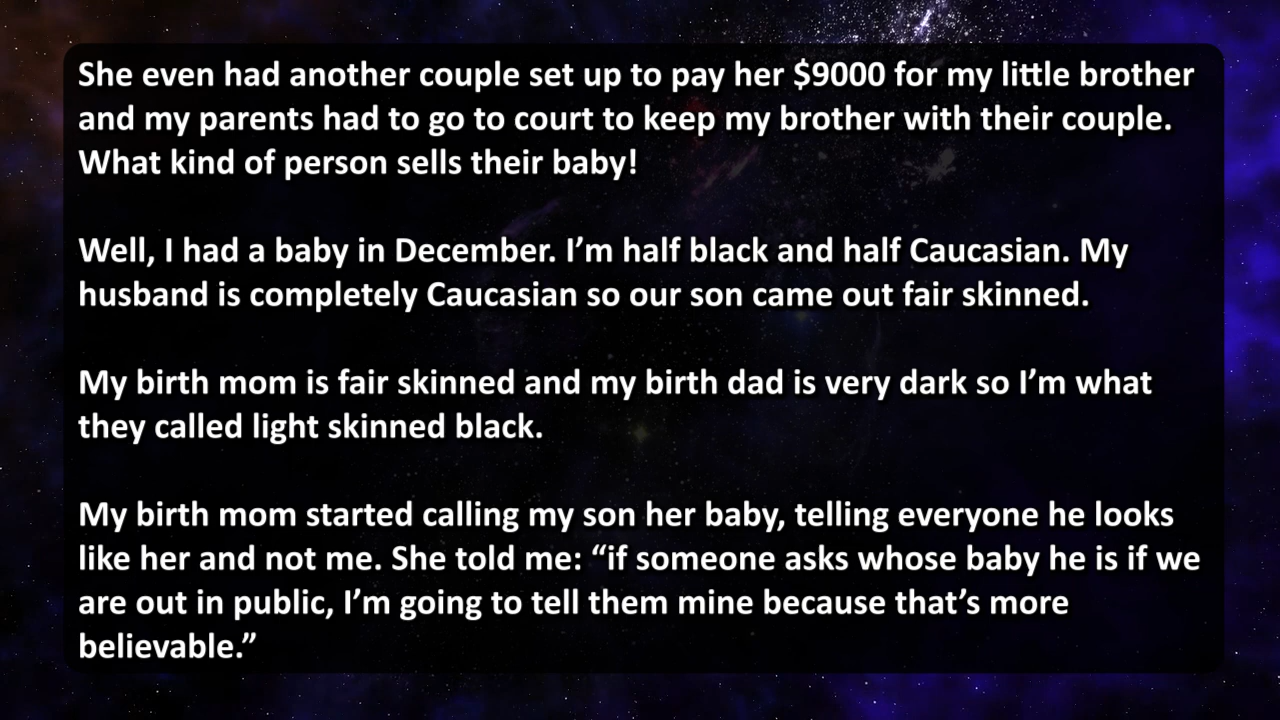 She even had another couple set up to pay her $9000 for my little brother
and my parents had to go to court to keep my brother with their couple.
What kind of person sells their baby!
Well, I had a baby in December. I’m half black and half Caucasian. My
husband is completely Caucasian so our son came out fair skinned.
My birth mom is fair skinned and my birth dad is very dark so I’m what
they called light skinned black.
My birth mom started calling my son her baby, telling everyone he looks
like her and not me. She told me: “if someone asks whose baby he is if we
are out in public, I’m going to tell them mine because that’s more
believable.”